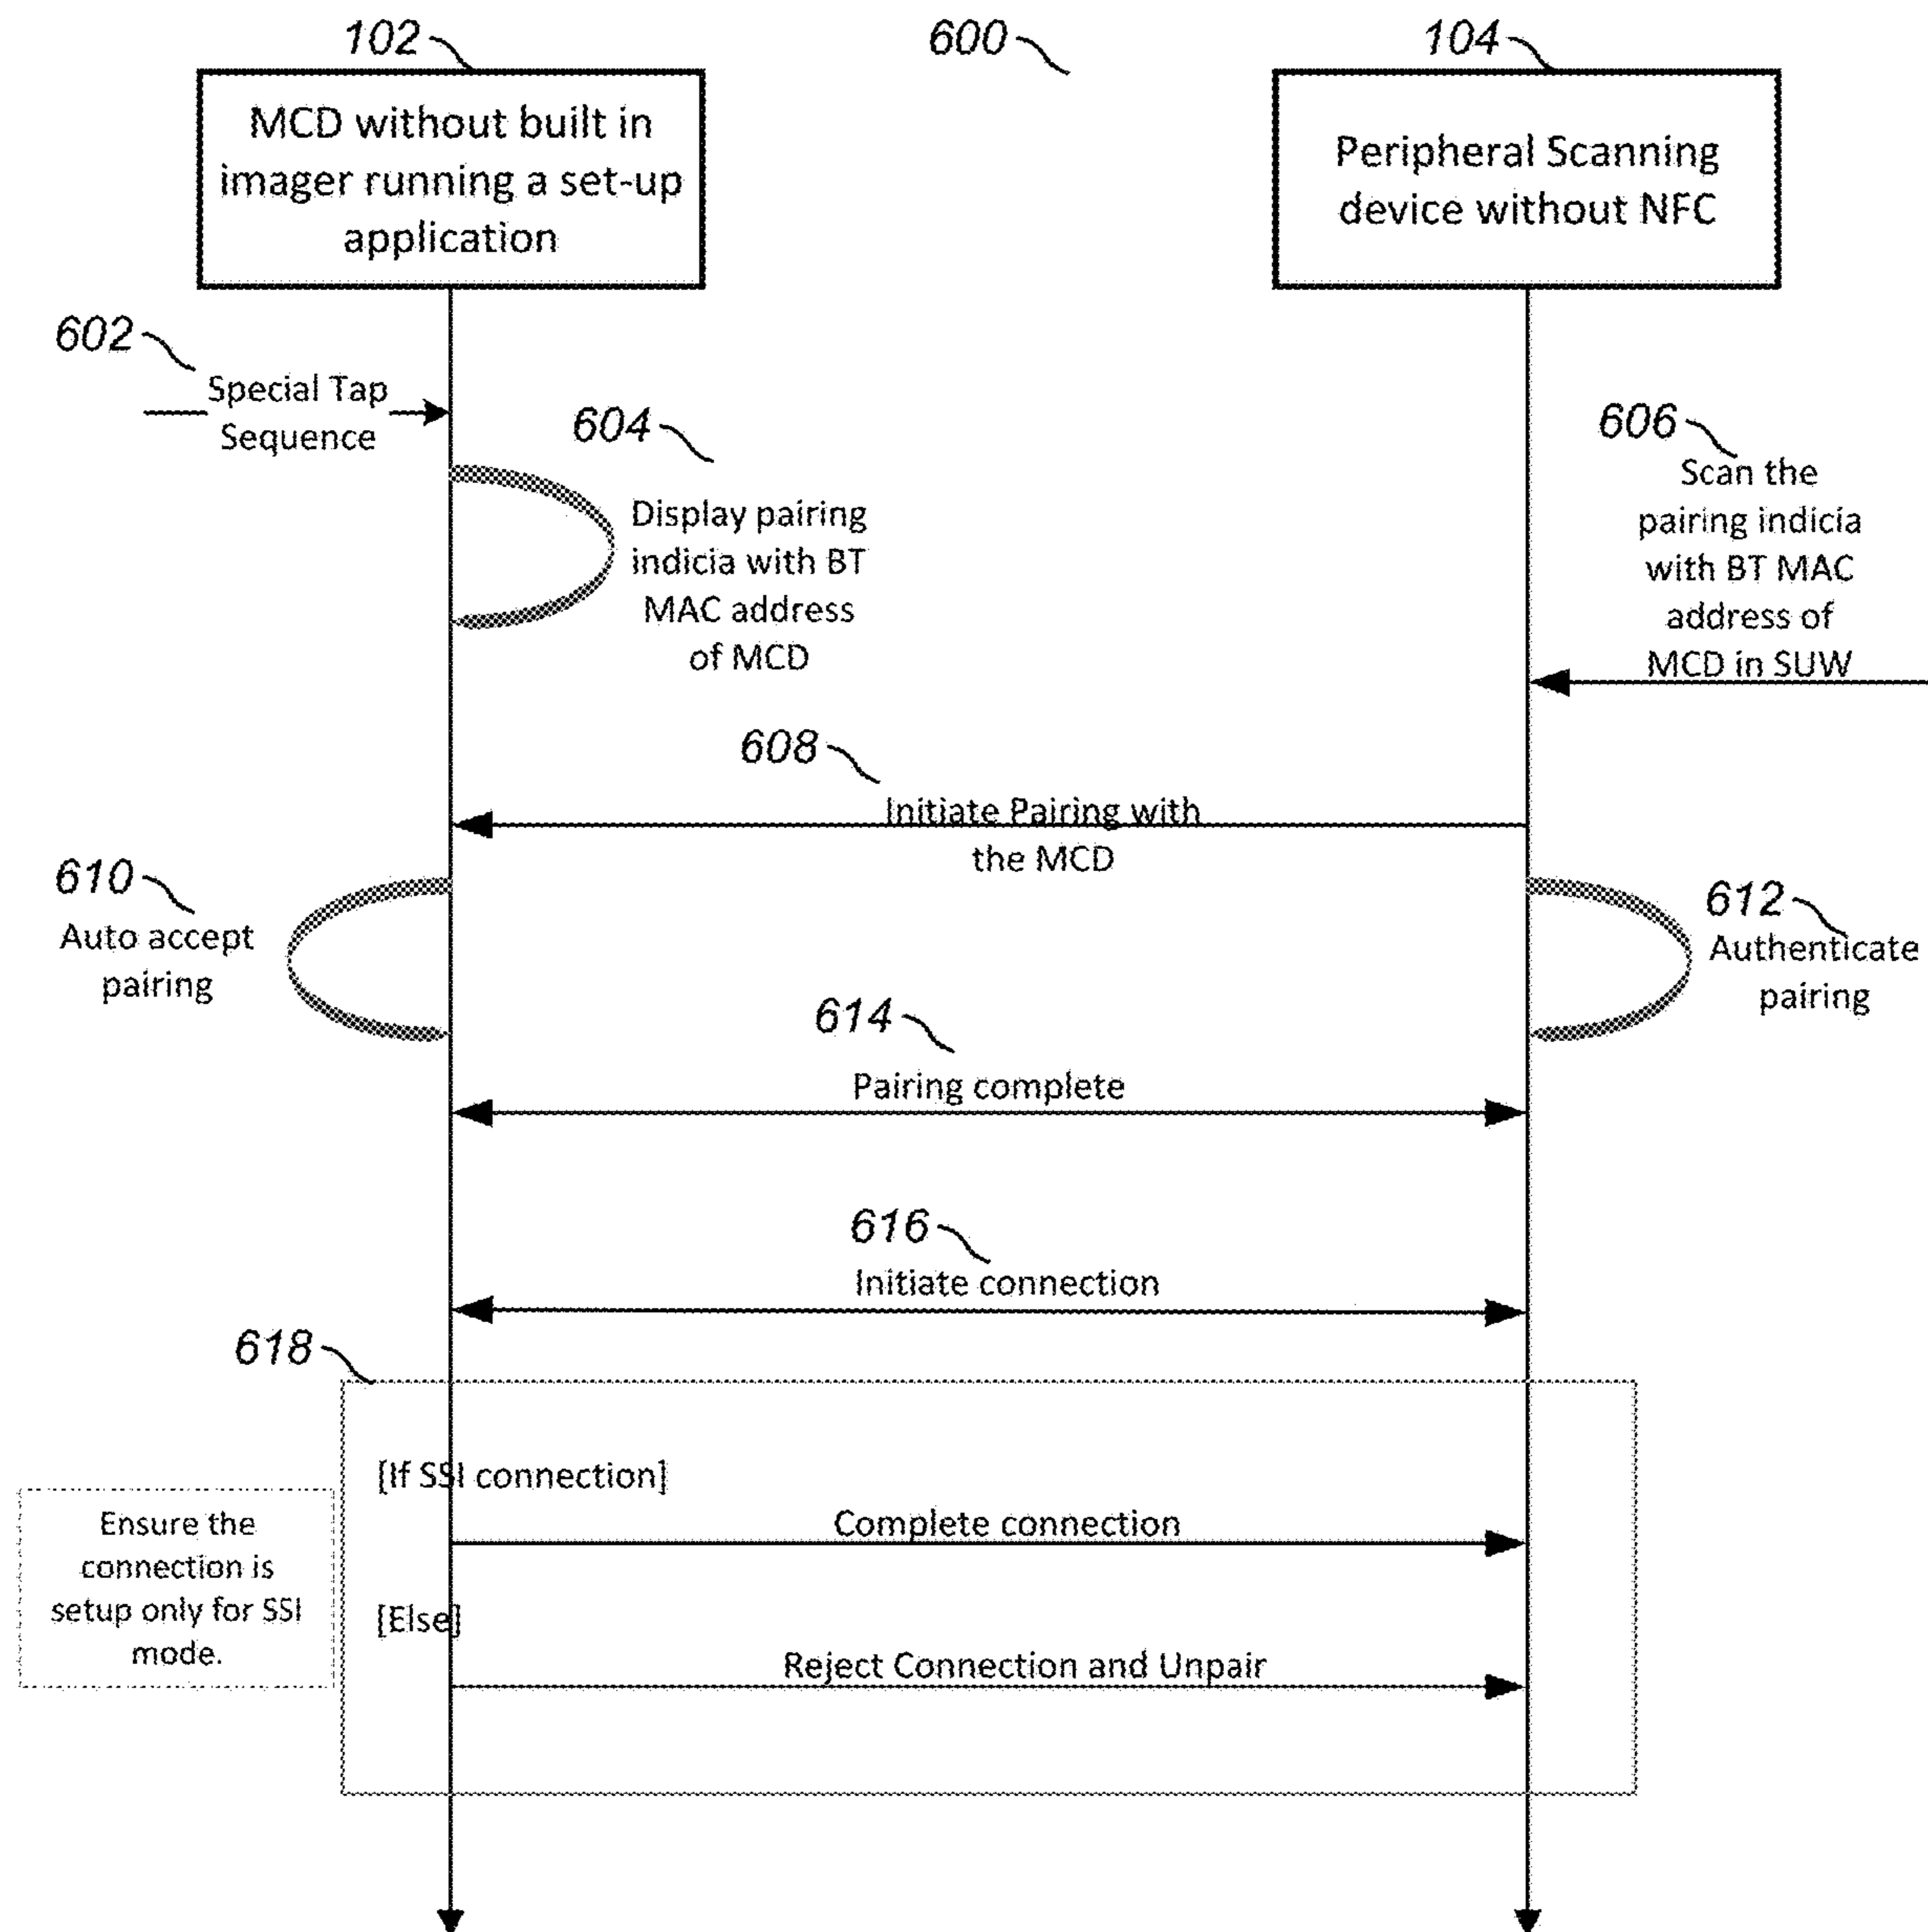 102
600
104
MCD without built in
imager running a set-up
application
Peripheral Scanning
device without NFC
602
Special Tap
Sequence
604
Display pairing
indicia with BT
MAC address
of MCD
606
Scan the
pairing indicia
with BT MAC
address of
MCD in SUW
608
Initiate Pairing with
the MCD
610
Auto accept
pairing
612
Authenticate
pairing
614
Pairing complete
616
Initiate connection
618
[If SSI connection]
Complete connection
Ensure the
connection is
setup only for SSI
mode.
[Else]
Reject Connection and Unpair